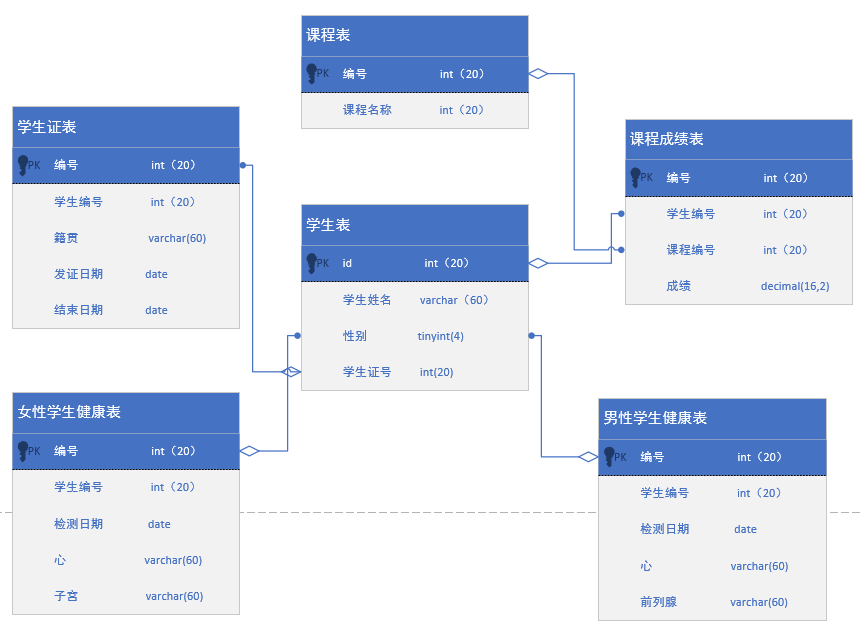 课程表
PK 编号 int（20）
课程名称 int（20）
学生证表
PK 编号 int（20）
学生编号 int（20）
籍贯 varchar(60)
发证日期 date
结束日期 date
课程成绩表
PK 编号 int（20）
学生编号 int（20）
课程编号 int（20）
成绩 decimal(16,2)
学生表
PK id int（20）
学生姓名 varchar（60）
性别 tinyint(4)
学生证号 int(20)
女性学生健康表
PK 编号 int（20）
学生编号 int（20）
检测日期 date
心 varchar(60)
子宫 varchar(60)
男性学生健康表
PK 编号 int（20）
学生编号 int（20）
检测日期 date
心 varchar(60)
前列腺 varchar(60)